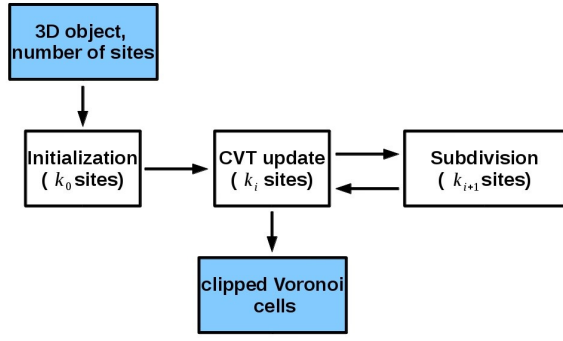 3D object,
number of sites
Initialization
( k₀ sites)
CVT update
( kᵢ sites)
Subdivision
( kᵢ₊₁ sites)
clipped Voronoi
cells